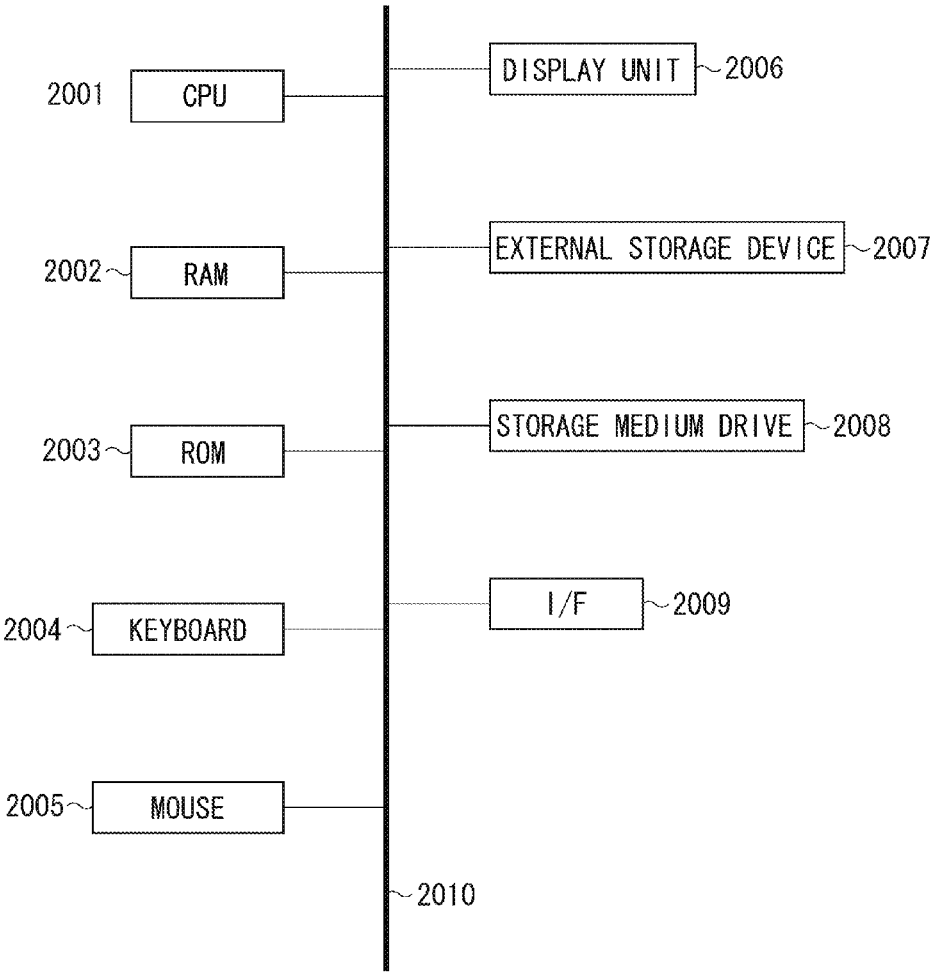 2001 CPU
2002 RAM
2003 ROM
2004 KEYBOARD
2005 MOUSE
DISPLAY UNIT 2006
EXTERNAL STORAGE DEVICE 2007
STORAGE MEDIUM DRIVE 2008
I/F 2009
2010